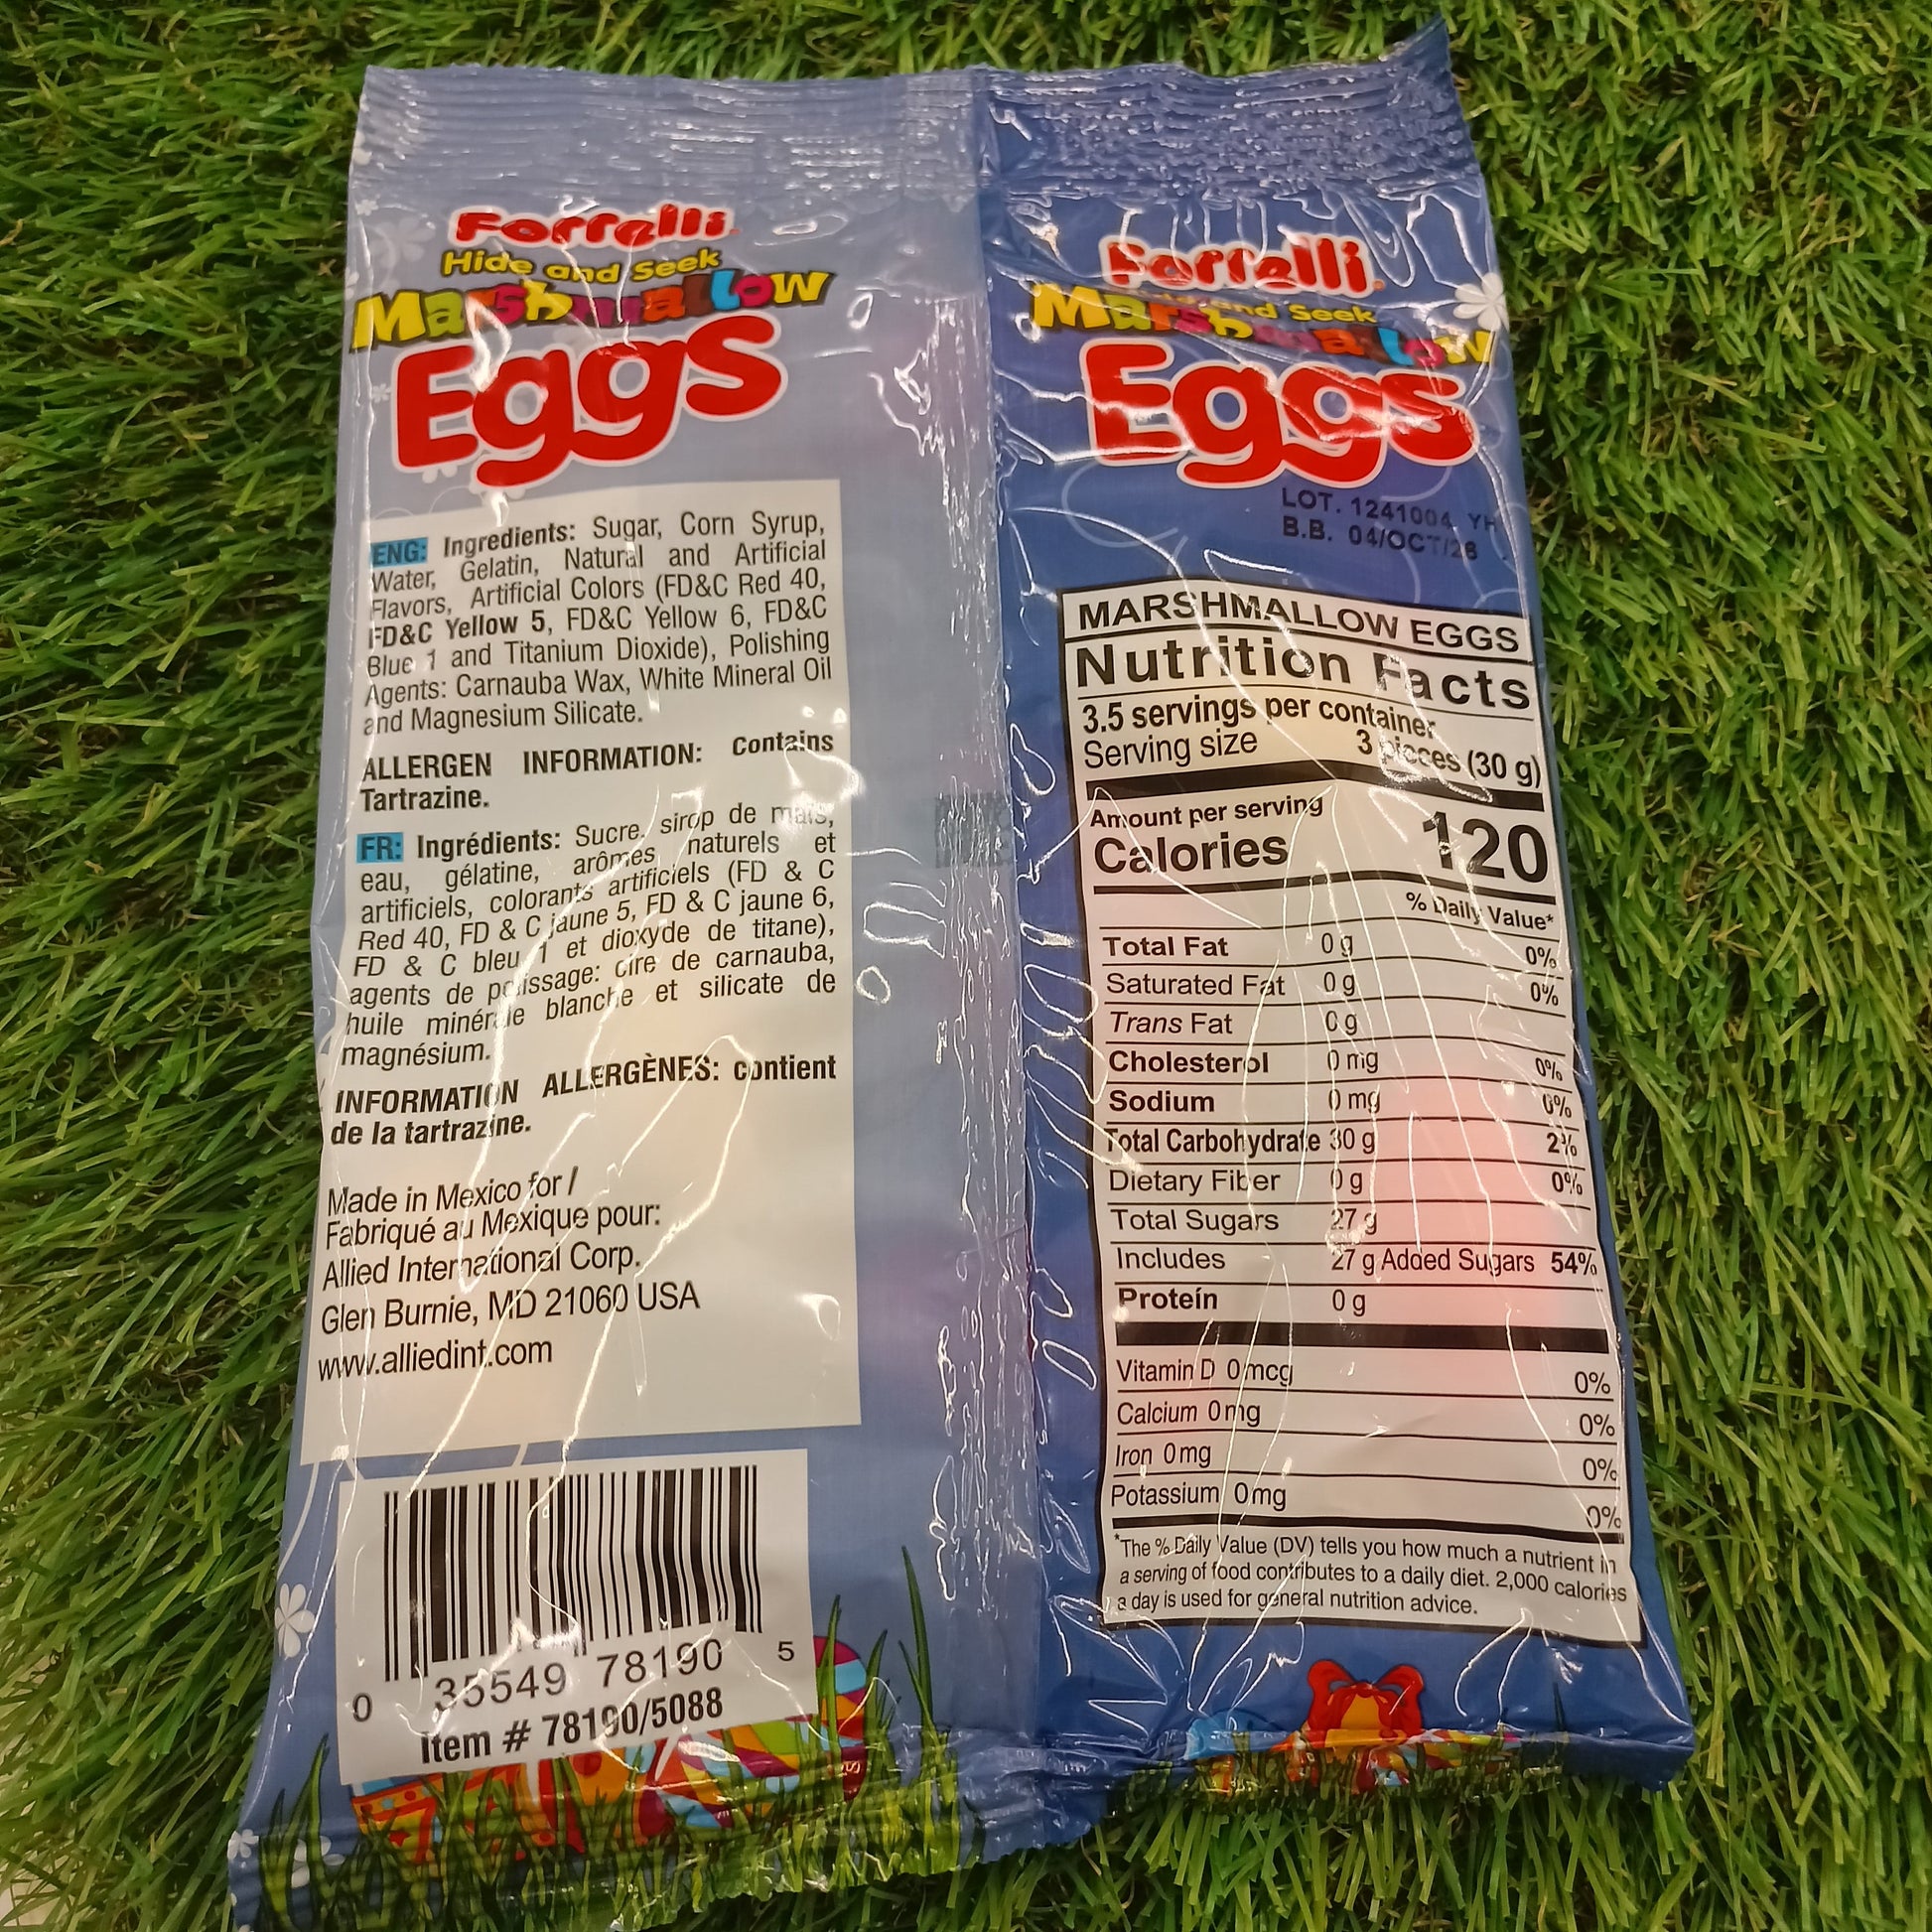 Forrelli
Hide and Seek
Marshmallow
Eggs
ENG: Ingredients: Sugar, Corn Syrup,
Water, Gelatin, Natural and Artificial
Flavors, Artificial Colors (FD&C Red 40,
FD&C Yellow 5, FD&C Yellow 6, FD&C
Blue 1 and Titanium Dioxide), Polishing
Agents: Carnauba Wax, White Mineral Oil
and Magnesium Silicate.
ALLERGEN INFORMATION: Contains
Tartrazine.
FR: Ingrédients: Sucre, sirop de maïs,
eau, gélatine, arômes naturels et
artificiels, colorants artificiels (FD & C
Red 40, FD & C jaune 5, FD & C jaune 6,
FD & C bleu 1 et dioxyde de titane),
agents de polissage: cire de carnauba,
huile minérale blanche et silicate de
magnésium.
INFORMATION ALLERGÈNES: contient
de la tartrazine.
Made in Mexico for /
Fabriqué au Mexique pour:
Allied International Corp.
Glen Burnie, MD 21060 USA
www.alliedint.com
0 35549 78190 5
Item # 78190/5088
Forrelli
and Seek
Marshmallow
Eggs
LOT. 1241004 YH
B.B. 04/OCT/26
MARSHMALLOW EGGS
Nutrition Facts
3.5 servings per container
Serving size 3 pieces (30 g)
Amount per serving
Calories 120
% Daily Value*
Total Fat 0 g 0%
Saturated Fat 0 g 0%
Trans Fat 0 g
Cholesterol 0 mg 0%
Sodium 0 mg 0%
Total Carbohydrate 30 g 2%
Dietary Fiber 0 g 0%
Total Sugars 27 g
Includes 27 g Added Sugars 54%
Proteín 0 g
Vitamin D 0mcg 0%
Calcium 0mg 0%
Iron 0mg 0%
Potassium 0mg 0%
*The % Daily Value (DV) tells you how much a nutrient in
a serving of food contributes to a daily diet. 2,000 calories
a day is used for general nutrition advice.